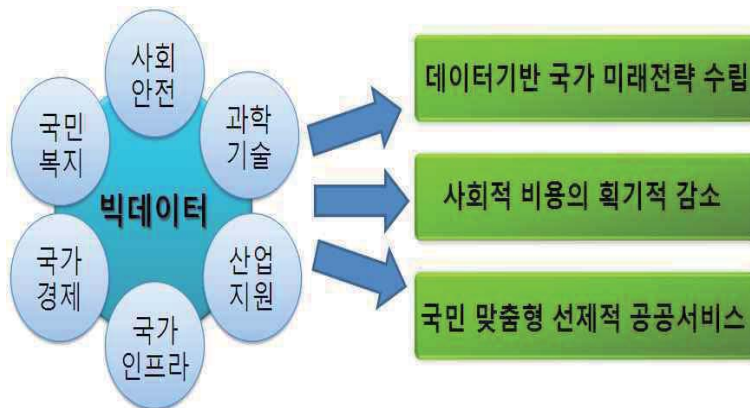 사회
안전
과학
기술
산업
지원
국가
인프라
국가
경제
국민
복지
빅데이터
데이터기반 국가 미래전략 수립
사회적 비용의 획기적 감소
국민 맞춤형 선제적 공공서비스